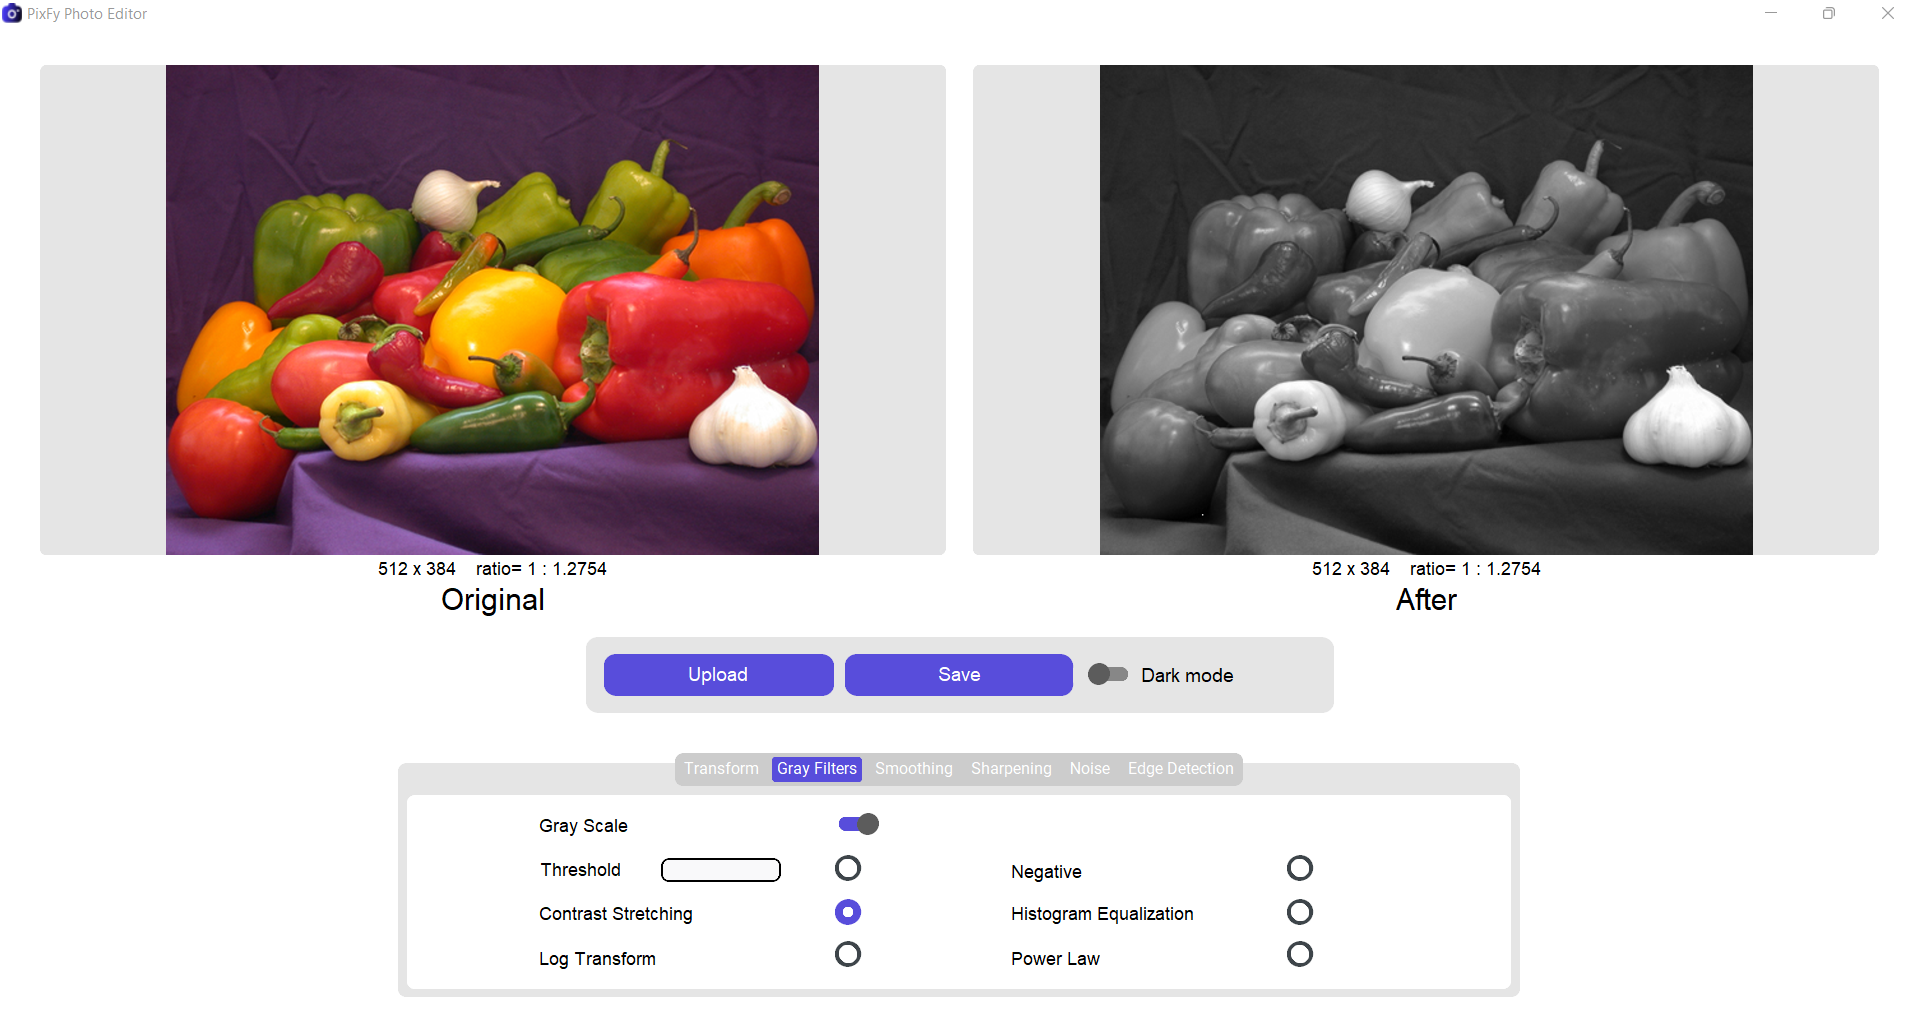 PixFy Photo Editor
512 x 384 ratio= 1 : 1.2754
Original
512 x 384 ratio= 1 : 1.2754
After
Upload Save Dark mode
Transform Gray Filters Smoothing Sharpening Noise Edge Detection
Gray Scale
Threshold Negative
Contrast Stretching Histogram Equalization
Log Transform Power Law